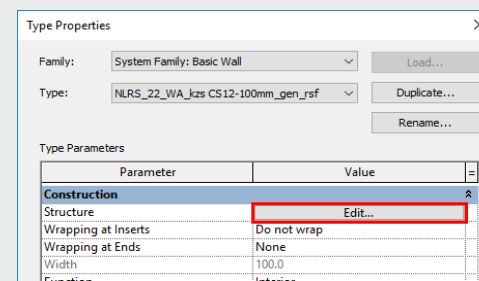 Type Properties
Family: System Family: Basic Wall Load...
Type: NLRS_22_WA_kzs CS12-100mm_gen_rsf Duplicate...
Rename...
Type Parameters
Parameter Value =
Construction
Structure Edit...
Wrapping at Inserts Do not wrap
Wrapping at Ends None
Width 100.0
Function Interior